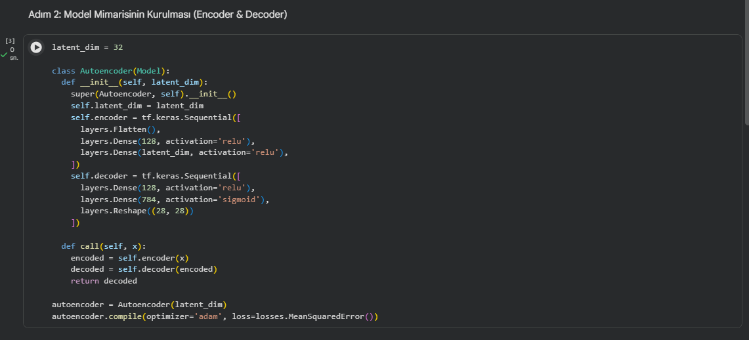 Adım 2: Model Mimarisinin Kurulması (Encoder & Decoder)
[3]
0
sn.
latent_dim = 32
class Autoencoder(Model):
  def __init__(self, latent_dim):
    super(Autoencoder, self).__init__()
    self.latent_dim = latent_dim
    self.encoder = tf.keras.Sequential([
      layers.Flatten(),
      layers.Dense(128, activation='relu'),
      layers.Dense(latent_dim, activation='relu'),
    ])
    self.decoder = tf.keras.Sequential([
      layers.Dense(128, activation='relu'),
      layers.Dense(784, activation='sigmoid'),
      layers.Reshape((28, 28))
    ])
  def call(self, x):
    encoded = self.encoder(x)
    decoded = self.decoder(encoded)
    return decoded
autoencoder = Autoencoder(latent_dim)
autoencoder.compile(optimizer='adam', loss=losses.MeanSquaredError())